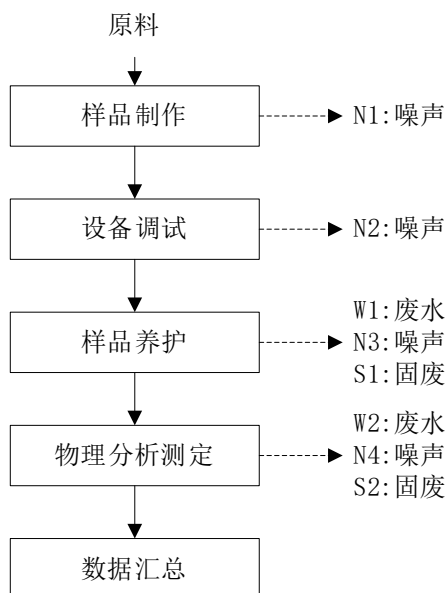 原料
样品制作
N1:噪声
设备调试
N2:噪声
样品养护
W1:废水
N3:噪声
S1:固废
物理分析测定
W2:废水
N4:噪声
S2:固废
数据汇总